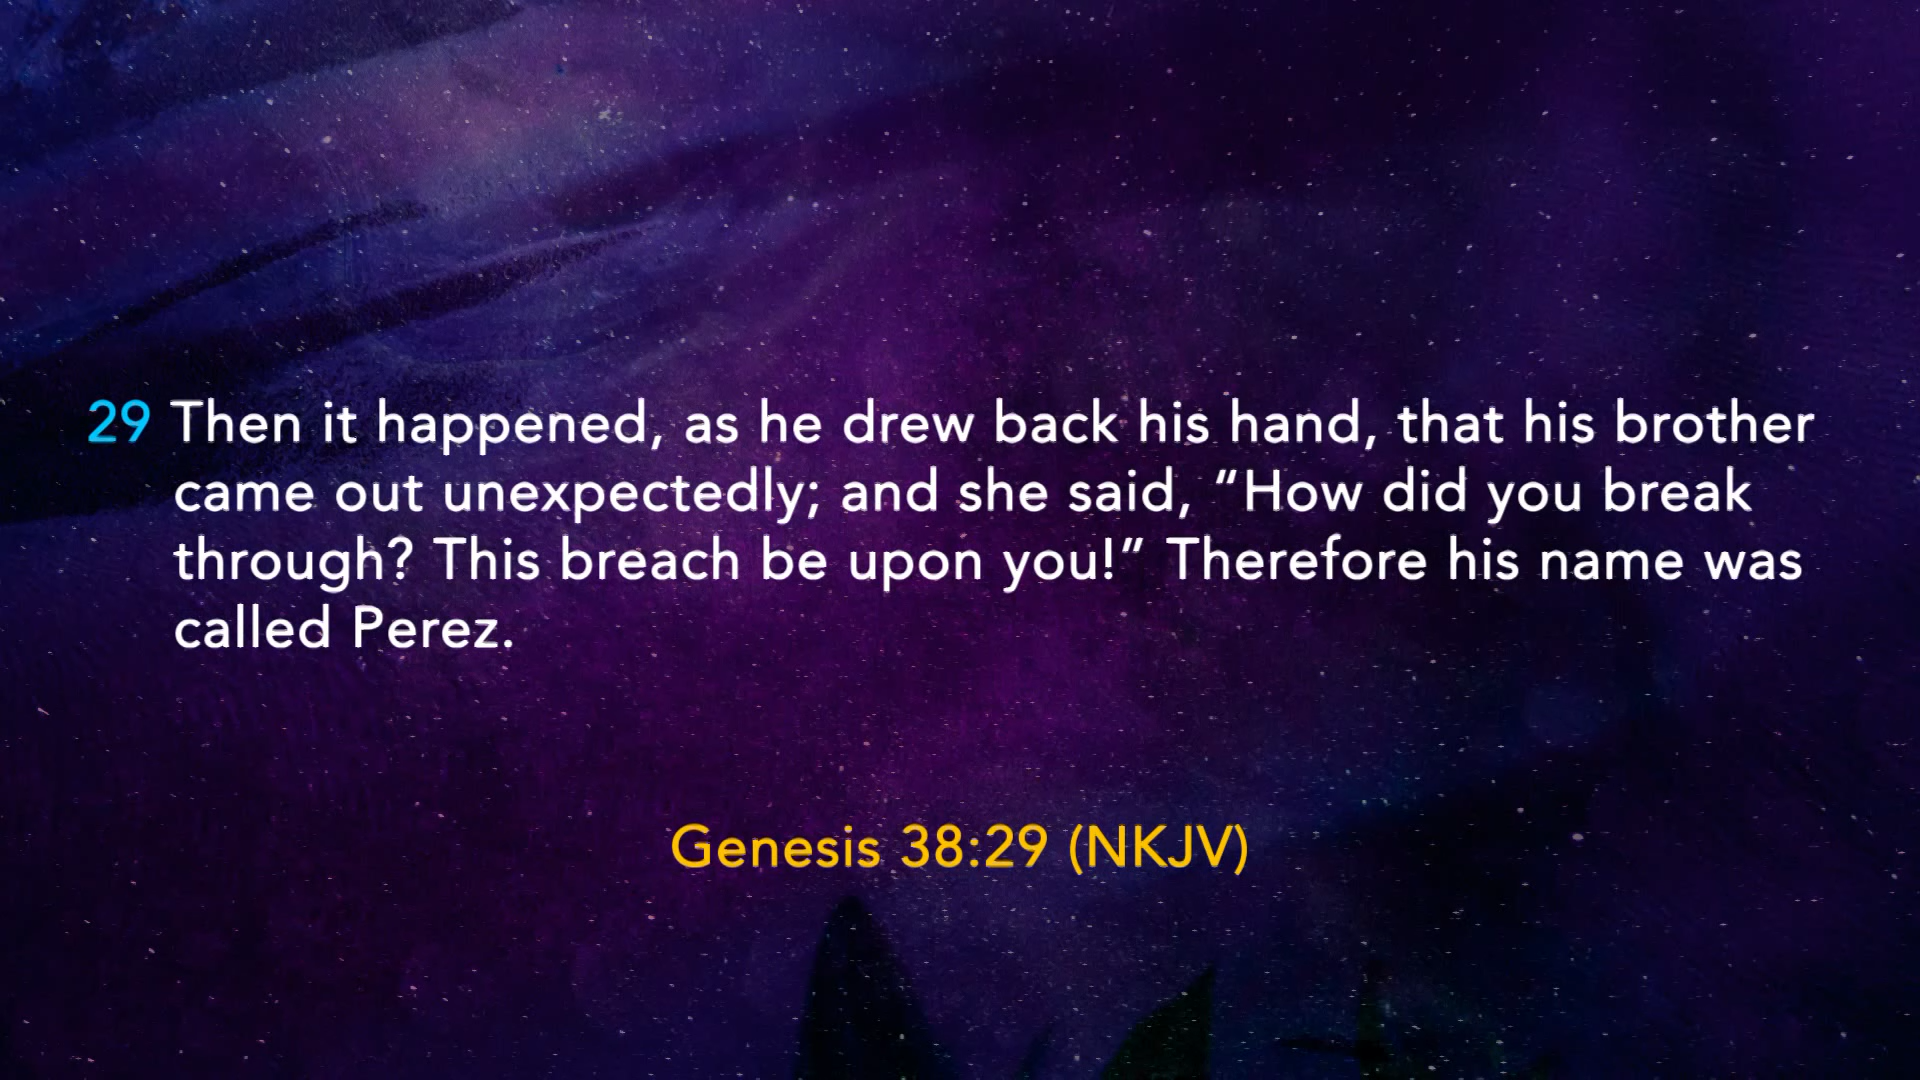 29 Then it happened, as he drew back his hand, that his brother
came out unexpectedly; and she said, “How did you break
through? This breach be upon you!” Therefore his name was
called Perez.
Genesis 38:29 (NKJV)